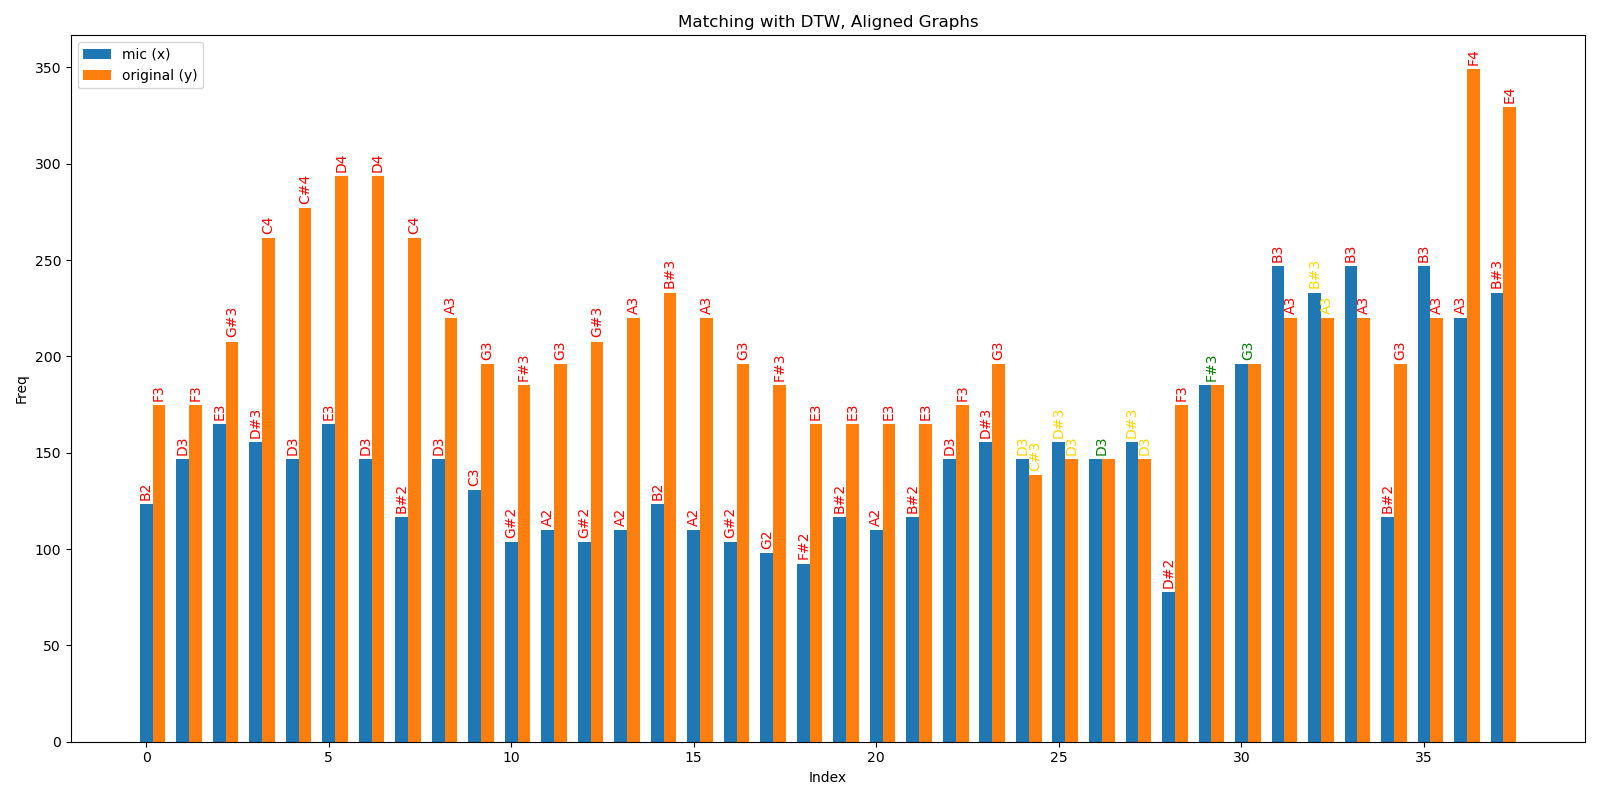 Matching with DTW, Aligned Graphs
mic (x)
original (y)
Freq
350
300
250
200
150
100
50
0
B2 F3 D3 F3 E3 G#3 D#3 C4 D3 C#4 E3 D4 D3 D4 B#2 C4 D3 A3 C3 G3 G#2 F#3 A2 G3 G#2 G#3 A2 A3 B2 B#3 A2 A3 G#2 G3 G2 F#3 F#2 E3 B#2 E3 A2 E3 B#2 E3 D3 F3 D#3 G3 D3 C#3 D#3 D3 D3 D#3 D3 D#2 F3 F#3 G3 B3 A3 B#3 A3 B3 A3 B#2 G3 B3 A3 A3 F4 B#3 E4
0 5 10 15 20 25 30 35
Index